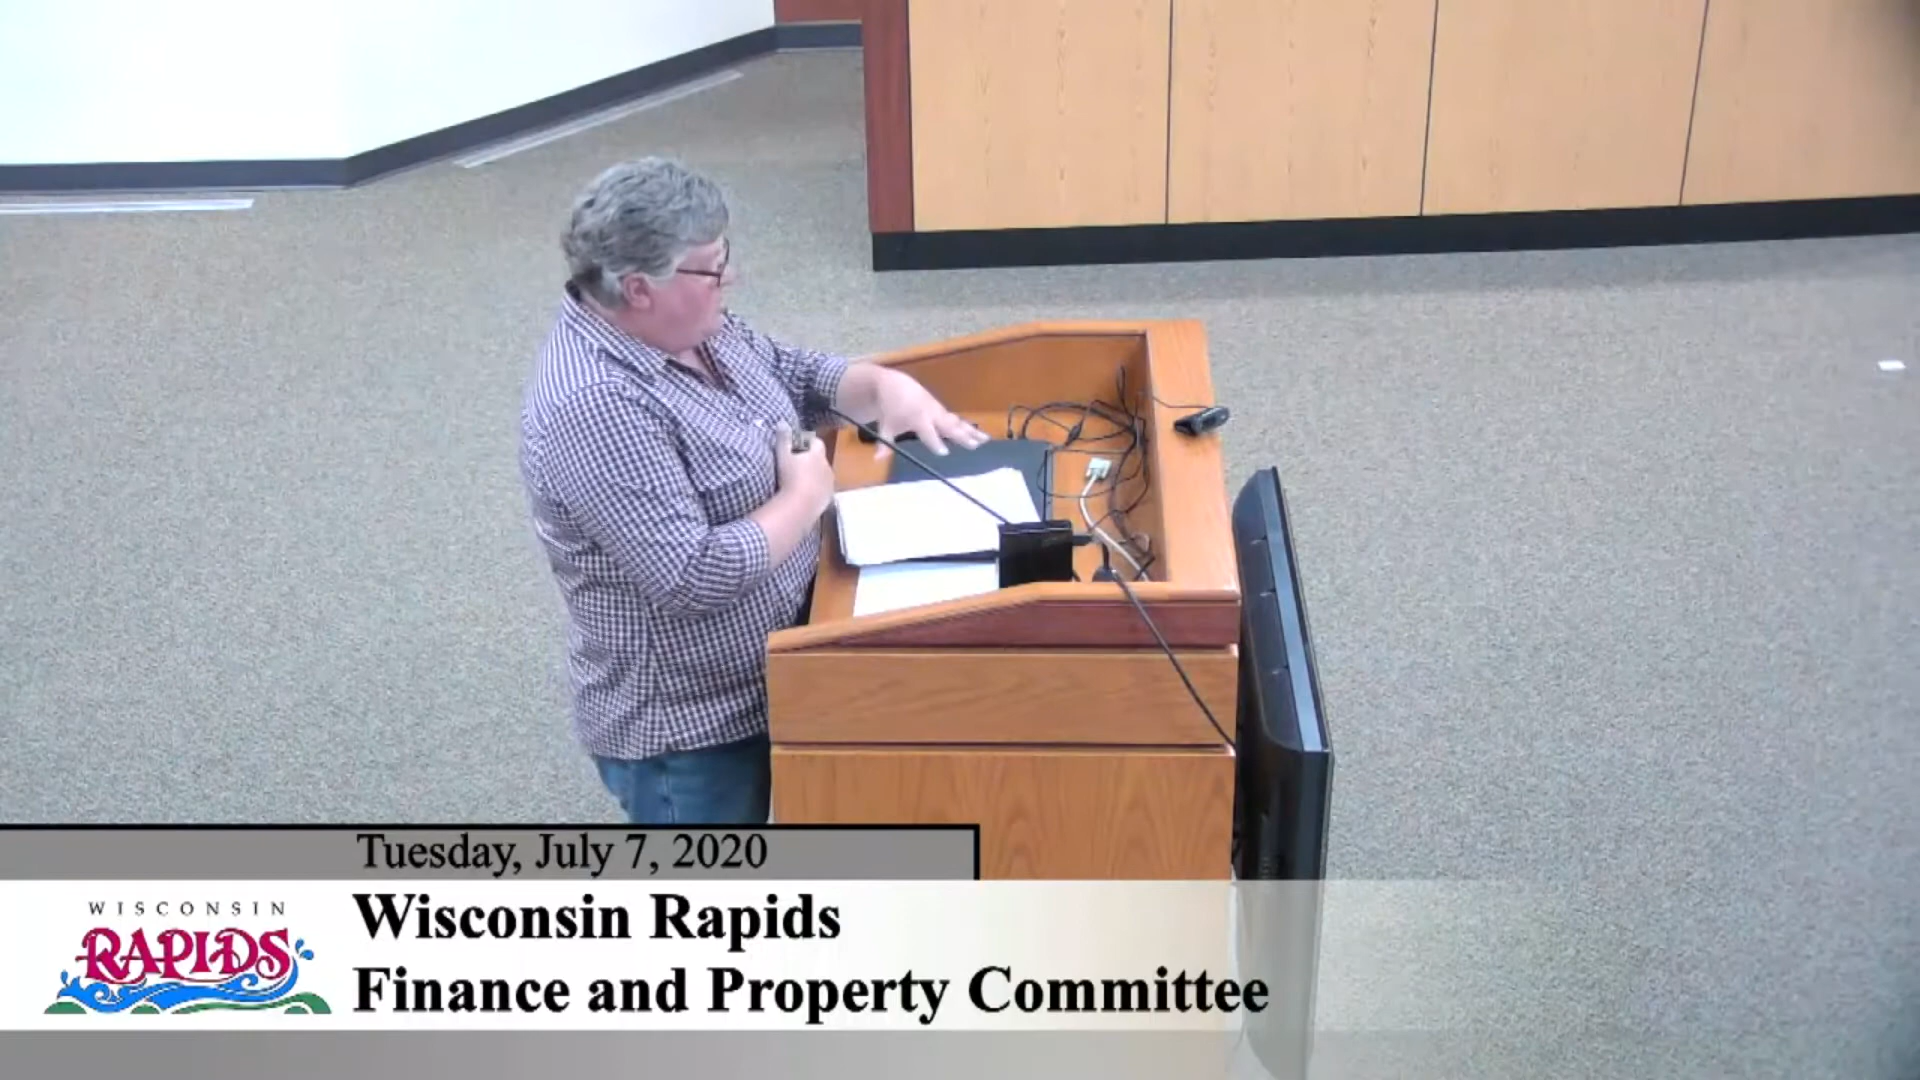 Tuesday, July 7, 2020
WISCONSIN
RAPIDS
Wisconsin Rapids
Finance and Property Committee